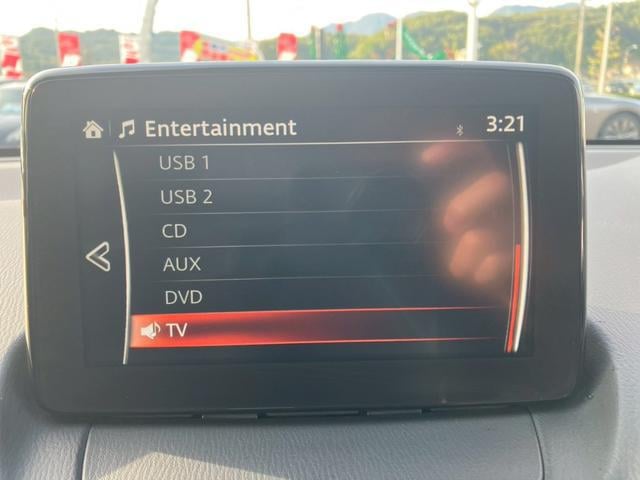 Entertainment 3:21
USB 1
USB 2
CD
AUX
DVD
TV